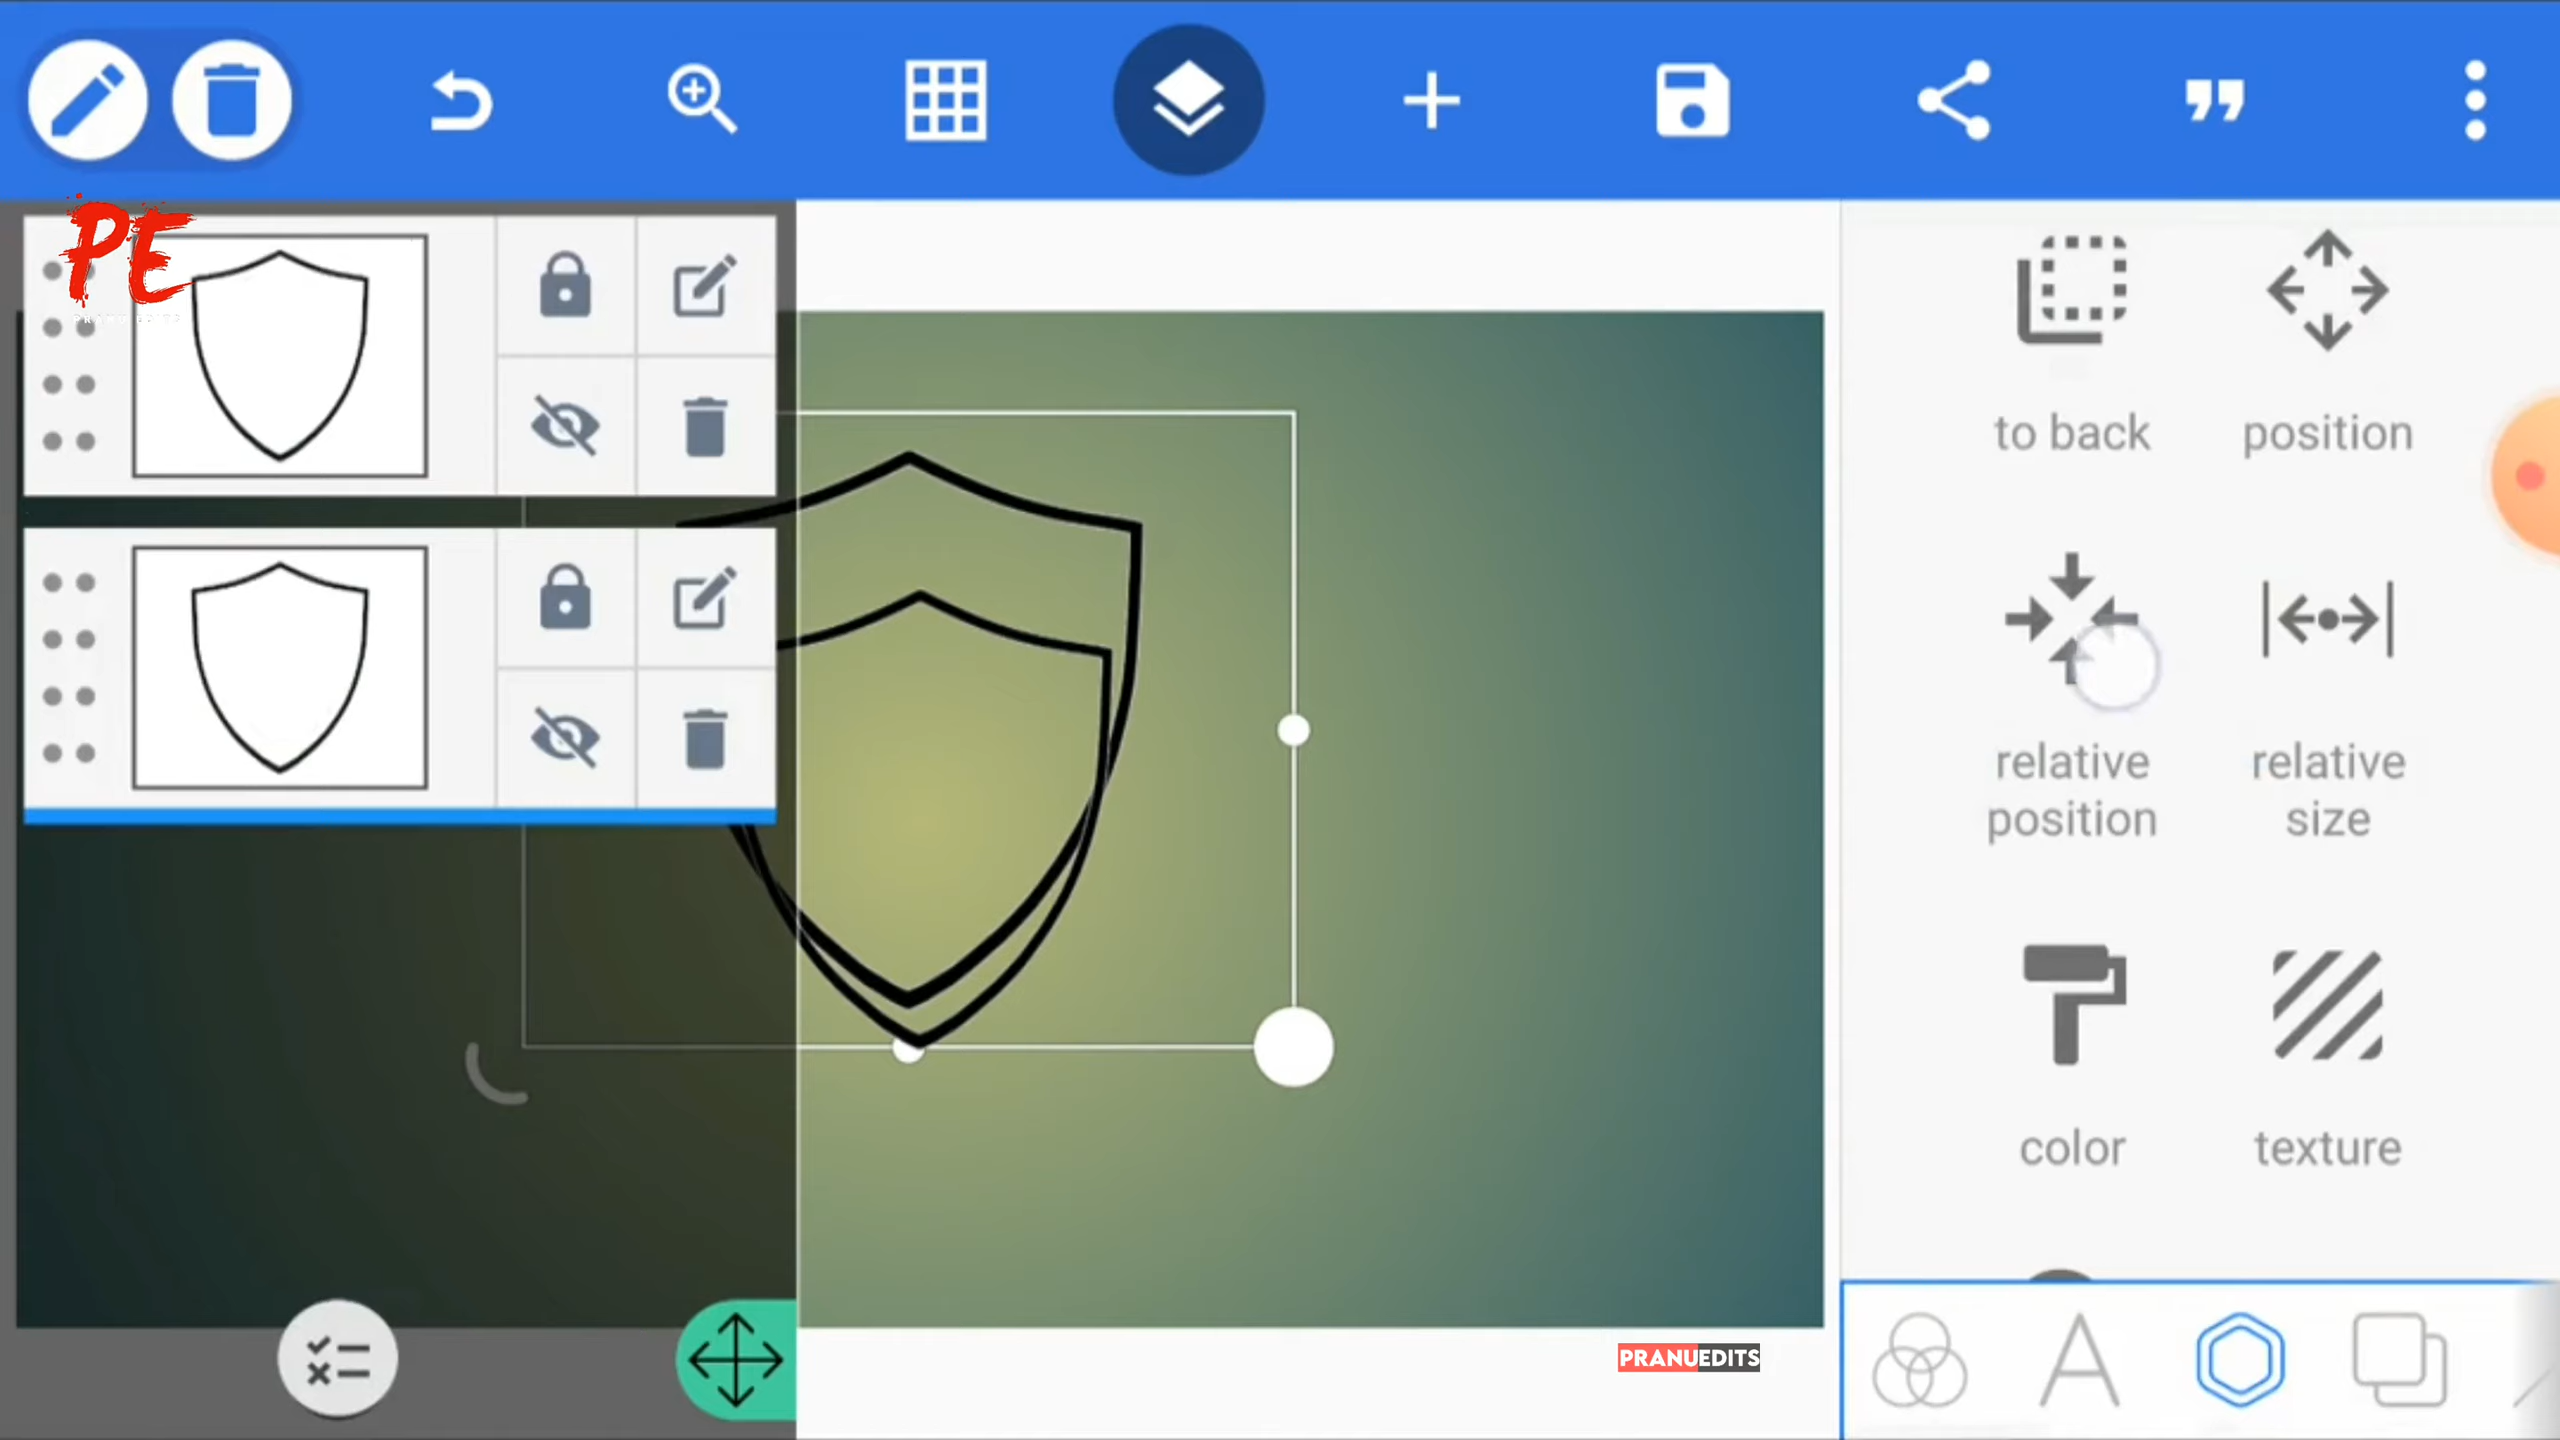 PE
to back
position
relative
position
relative
size
color
texture
PRANUEDITS